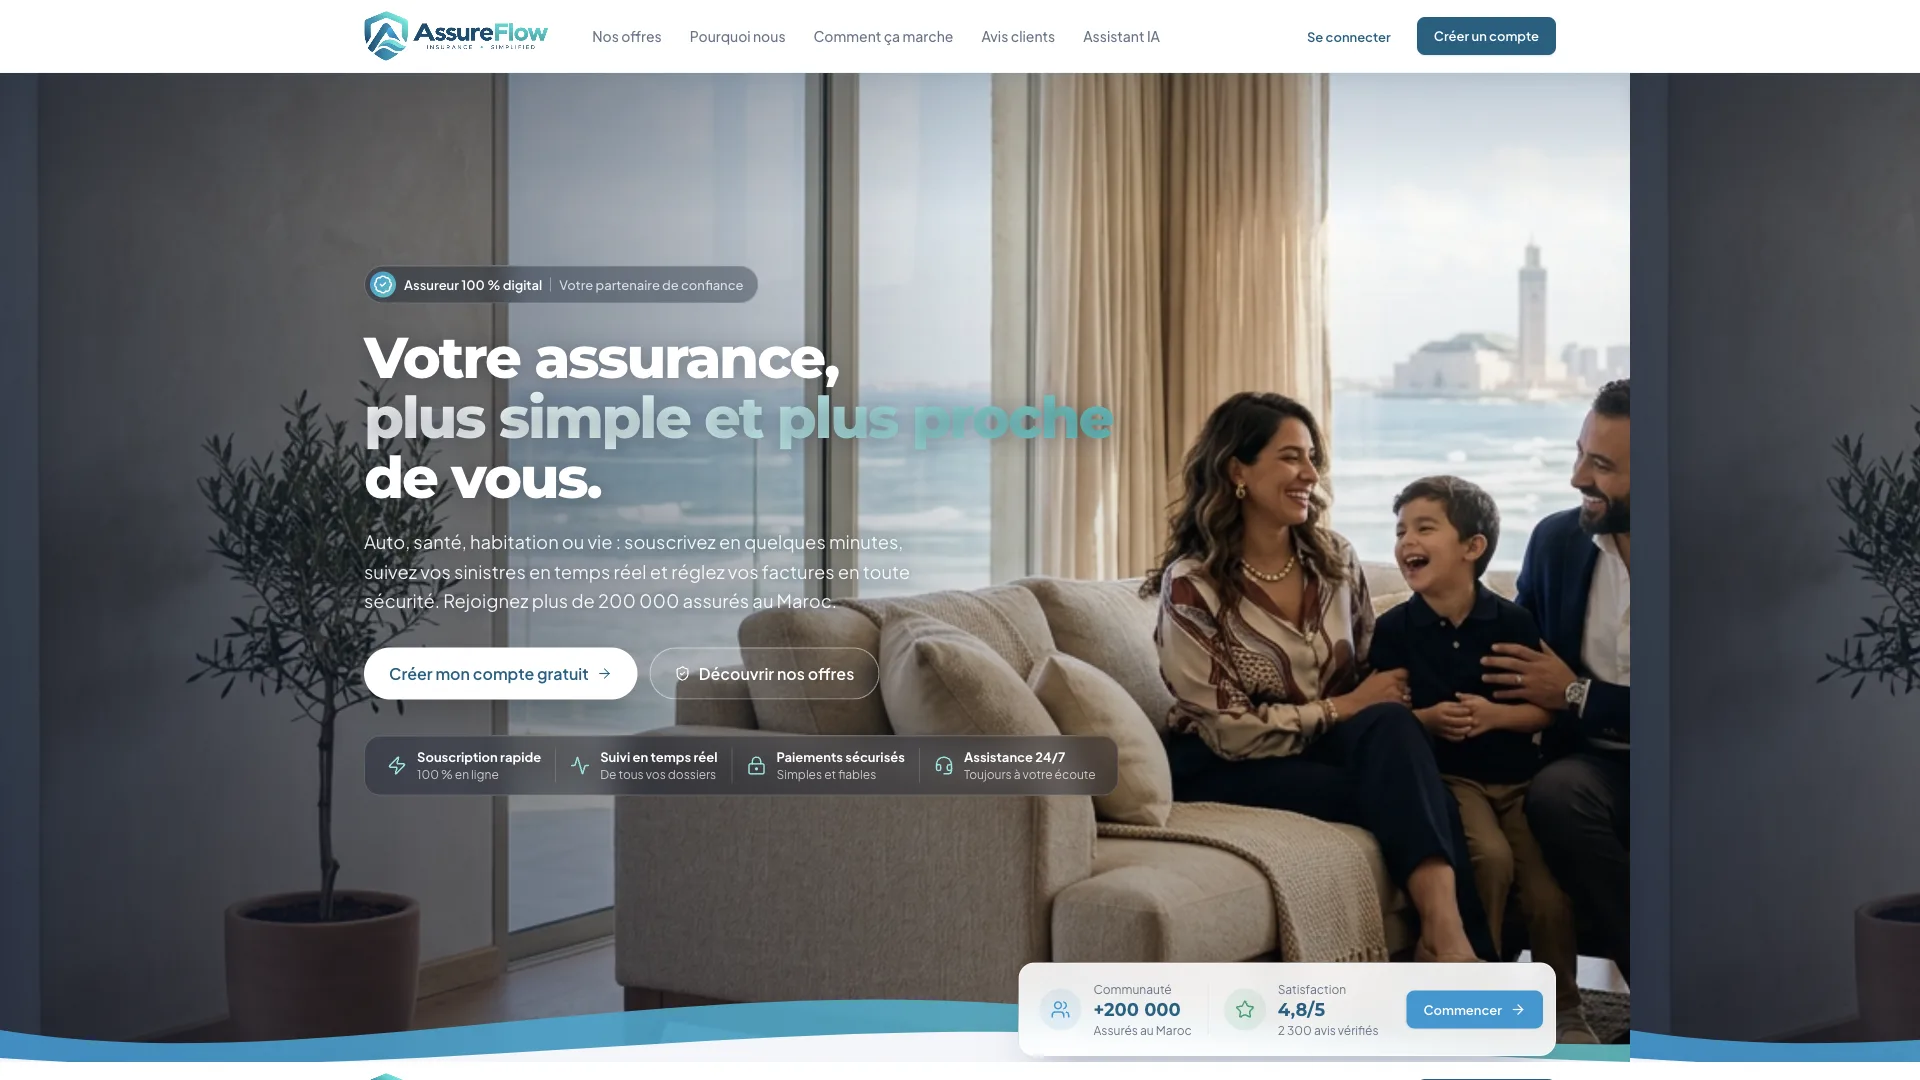 AssureFlow
INSURANCE • SIMPLIFIED
Nos offres
Pourquoi nous
Comment ça marche
Avis clients
Assistant IA
Se connecter
Créer un compte
Assureur 100 % digital
Votre partenaire de confiance
Votre assurance,
plus simple et plus proche
de vous.
Auto, santé, habitation ou vie : souscrivez en quelques minutes,
suivez vos sinistres en temps réel et réglez vos factures en toute
sécurité. Rejoignez plus de 200 000 assurés au Maroc.
Créer mon compte gratuit
Découvrir nos offres
Souscription rapide
100 % en ligne
Suivi en temps réel
De tous vos dossiers
Paiements sécurisés
Simples et fiables
Assistance 24/7
Toujours à votre écoute
Communauté
+200 000
Assurés au Maroc
Satisfaction
4,8/5
2 300 avis vérifiés
Commencer